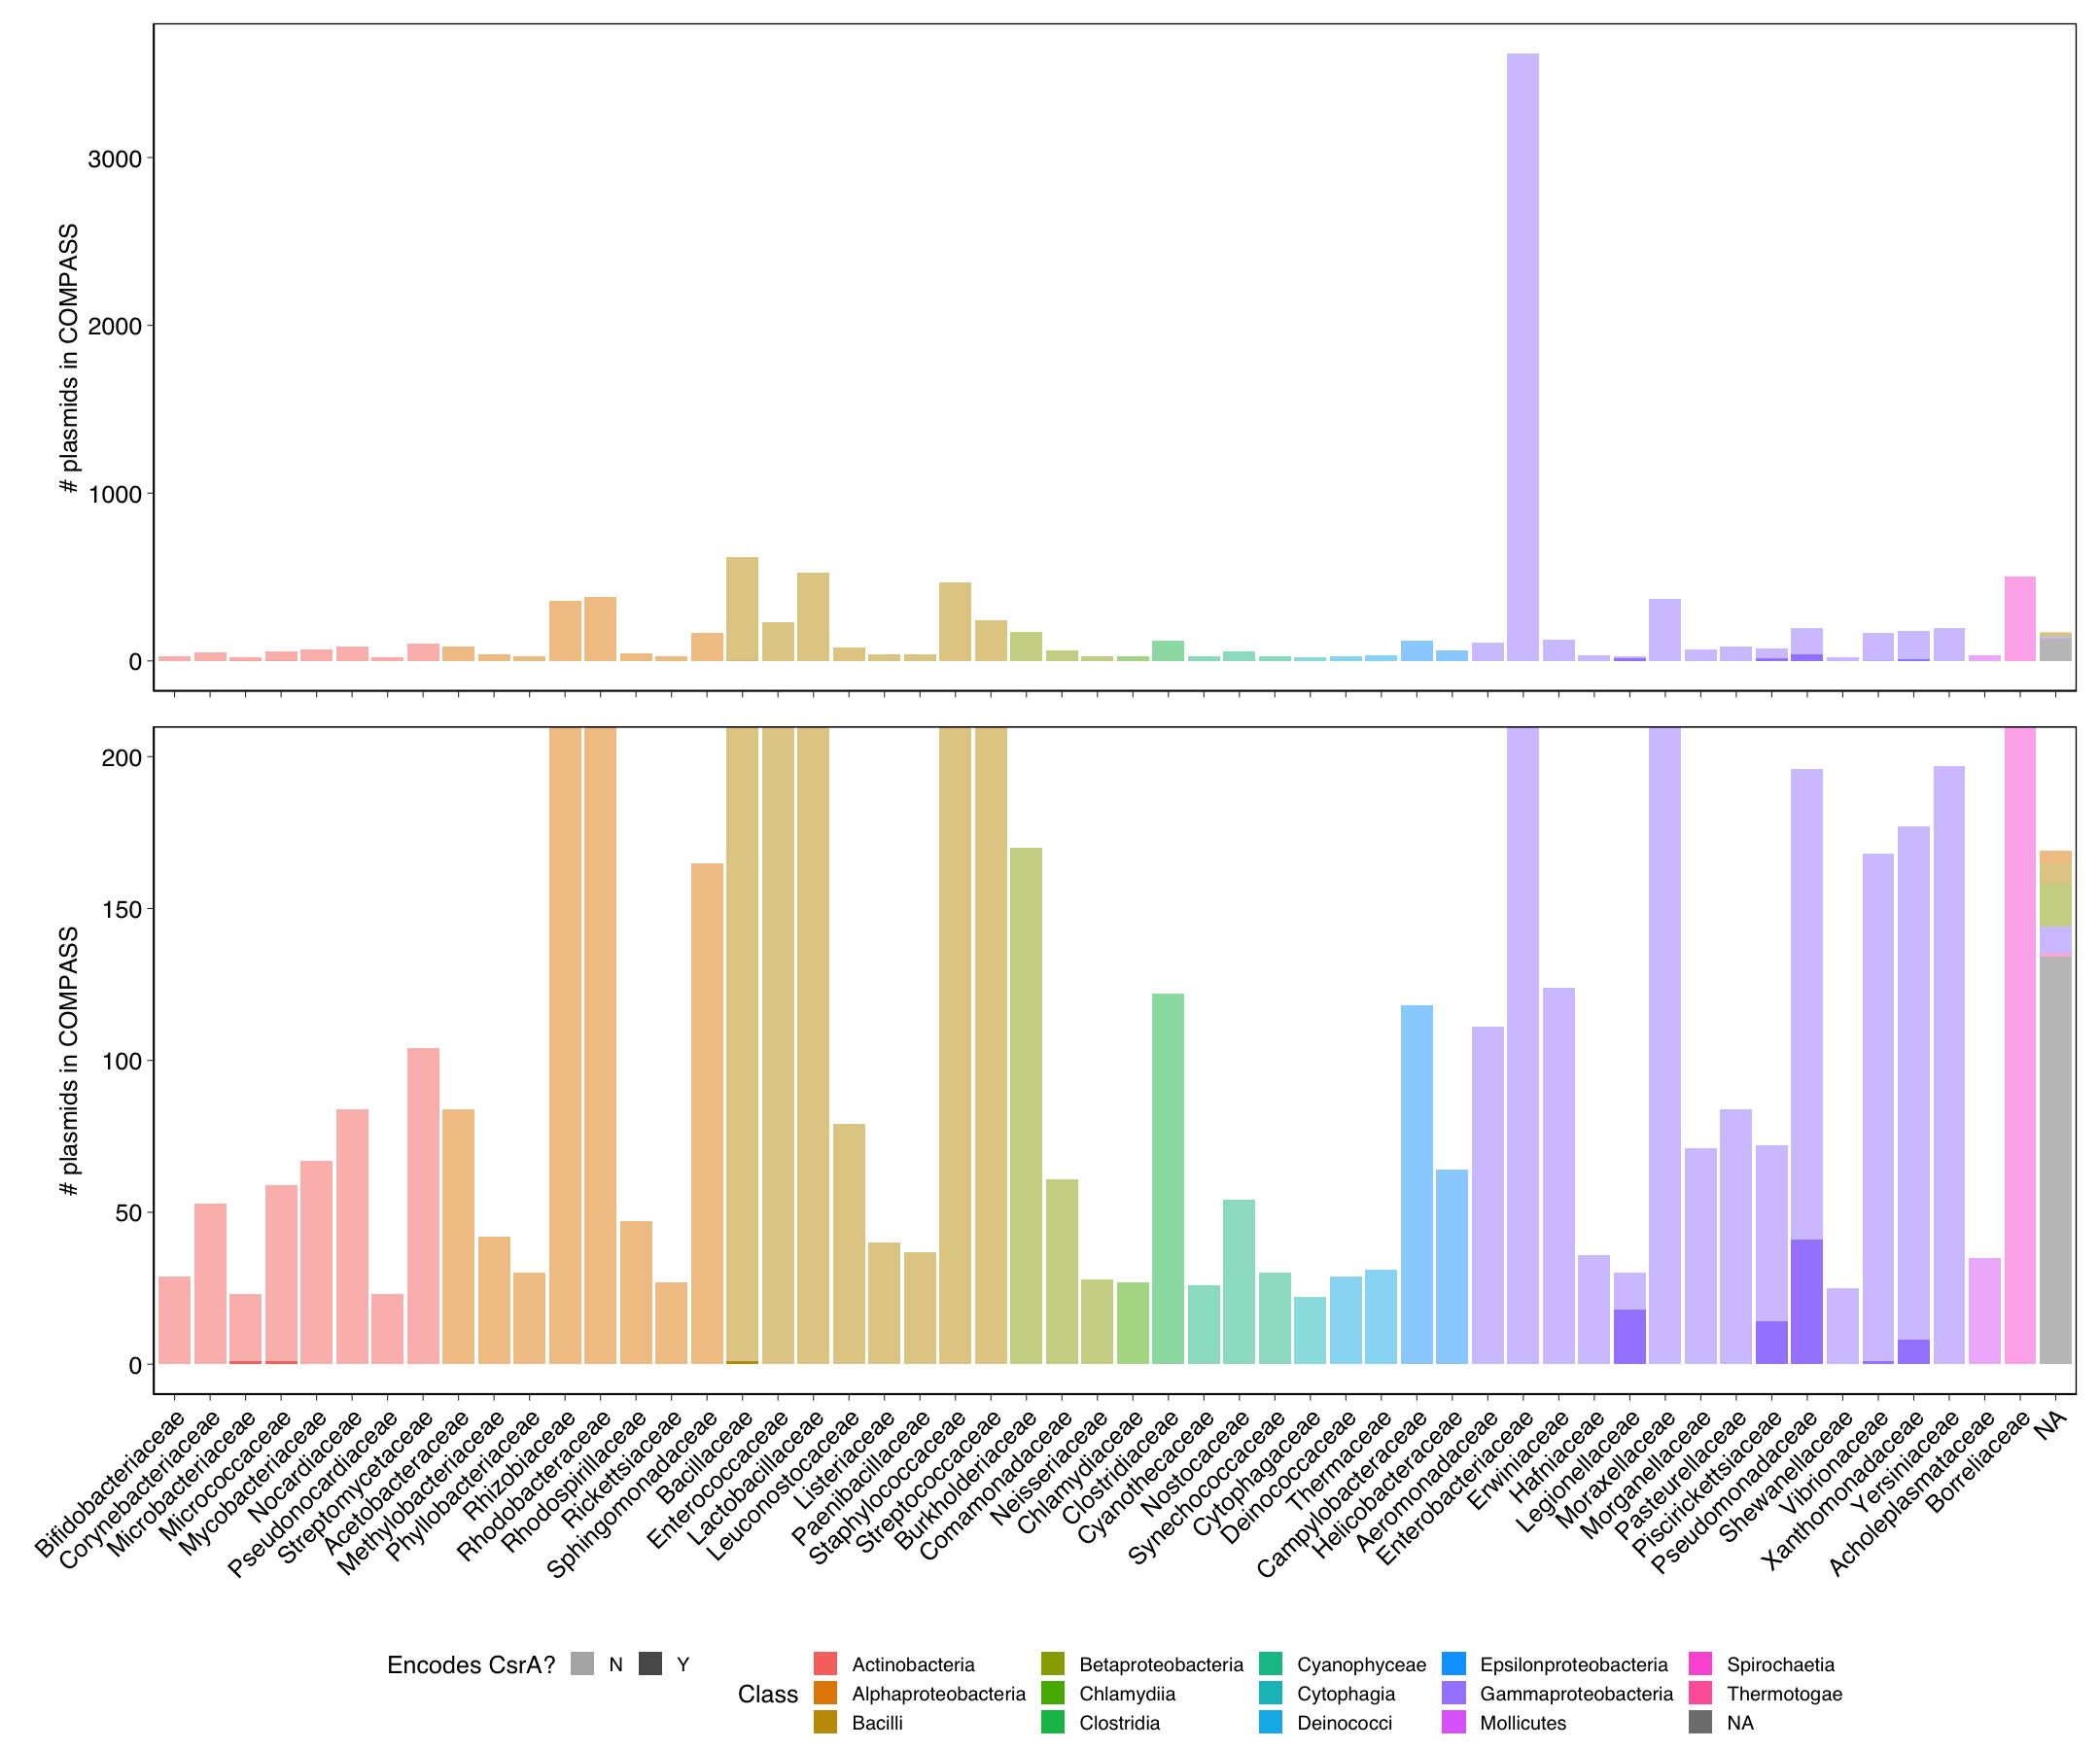 # plasmids in COMPASS
3000
2000
1000
0
# plasmids in COMPASS
200
150
100
50
0
Bifidobacteriaceae
Corynebacteriaceae
Microbacteriaceae
Micrococcaceae
Mycobacteriaceae
Nocardiaceae
Pseudonocardiaceae
Streptomycetaceae
Acetobacteraceae
Methylobacteriaceae
Phyllobacteriaceae
Rhizobiaceae
Rhodobacteraceae
Rhodospirillaceae
Rickettsiaceae
Sphingomonadaceae
Bacillaceae
Enterococcaceae
Lactobacillaceae
Leuconostocaceae
Listeriaceae
Paenibacillaceae
Staphylococcaceae
Streptococcaceae
Burkholderiaceae
Comamonadaceae
Neisseriaceae
Chlamydiaceae
Clostridiaceae
Cyanothecaceae
Nostocaceae
Synechococcaceae
Cytophagaceae
Deinococcaceae
Thermaceae
Campylobacteraceae
Helicobacteraceae
Aeromonadaceae
Enterobacteriaceae
Erwiniaceae
Hafniaceae
Legionellaceae
Moraxellaceae
Morganellaceae
Pasteurellaceae
Piscirickettsiaceae
Pseudomonadaceae
Shewanellaceae
Vibrionaceae
Xanthomonadaceae
Yersiniaceae
Acholeplasmataceae
Borreliaceae
NA
Encodes CsrA? N Y
Class
Actinobacteria Betaproteobacteria Cyanophyceae Epsilonproteobacteria Spirochaetia
Alphaproteobacteria Chlamydiia Cytophagia Gammaproteobacteria Thermotogae
Bacilli Clostridia Deinococci Mollicutes NA